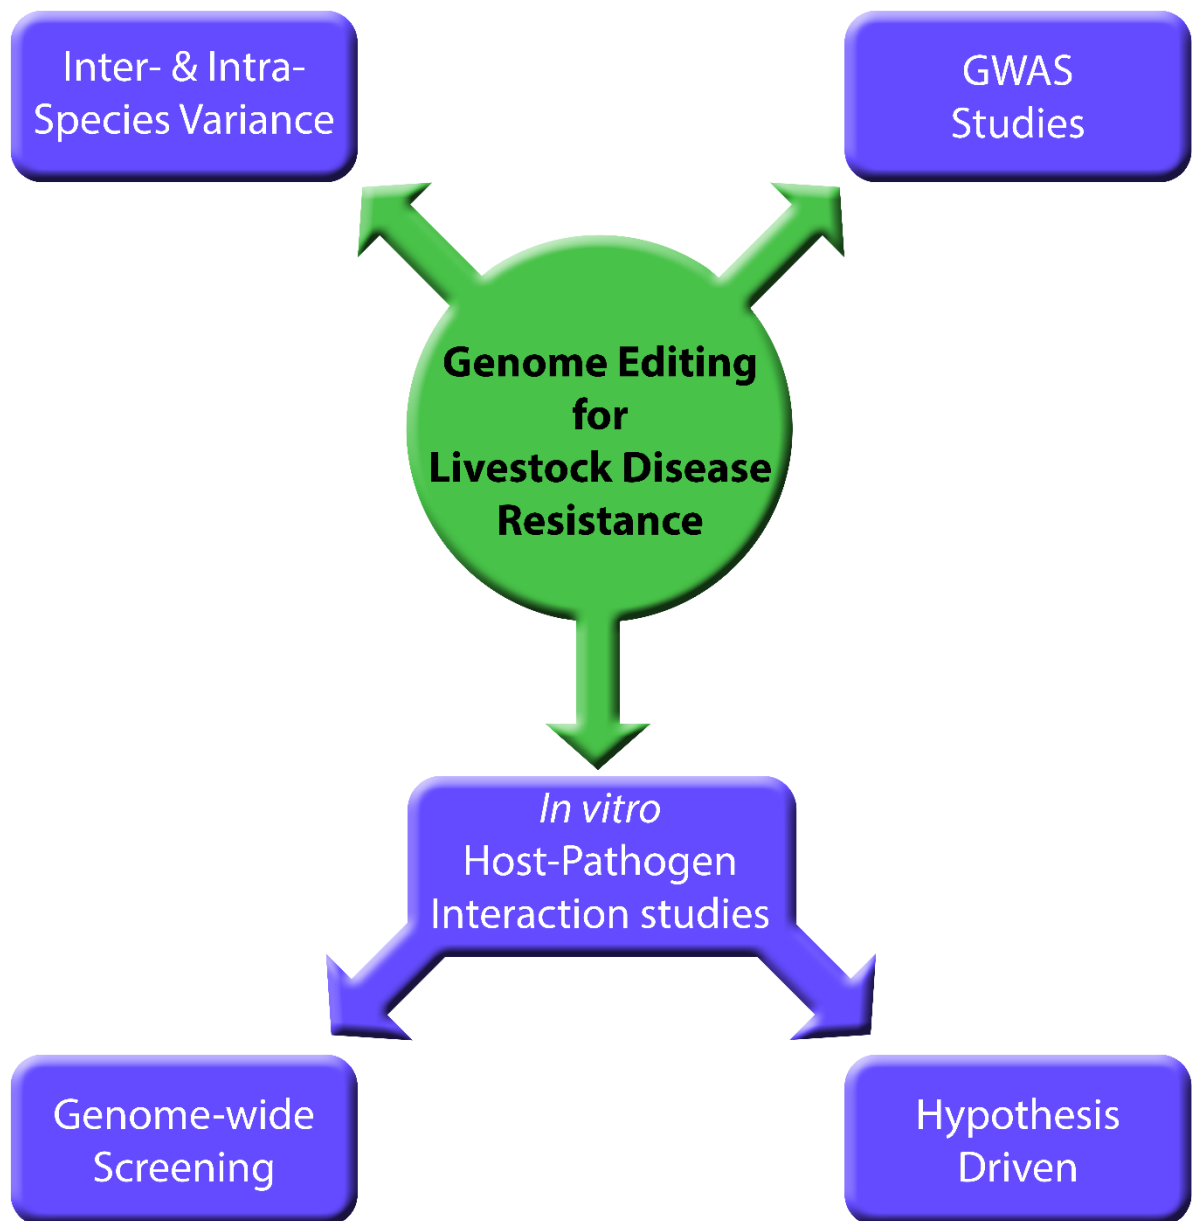 Inter- & Intra-
Species Variance
GWAS
Studies
Genome Editing
for
Livestock Disease
Resistance
In vitro
Host-Pathogen
Interaction studies
Genome-wide
Screening
Hypothesis
Driven